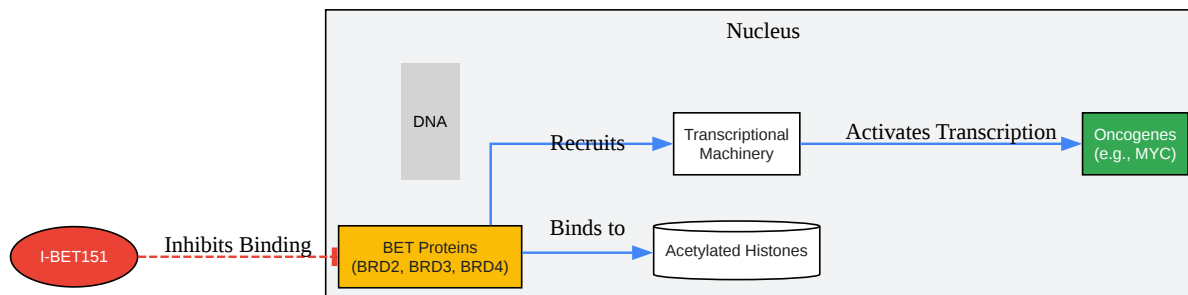 Nucleus
DNA
Recruits
Transcriptional
Machinery
Activates Transcription
Oncogenes
(e.g., MYC)
I-BET151
Inhibits Binding
BET Proteins
(BRD2, BRD3, BRD4)
Binds to
Acetylated Histones